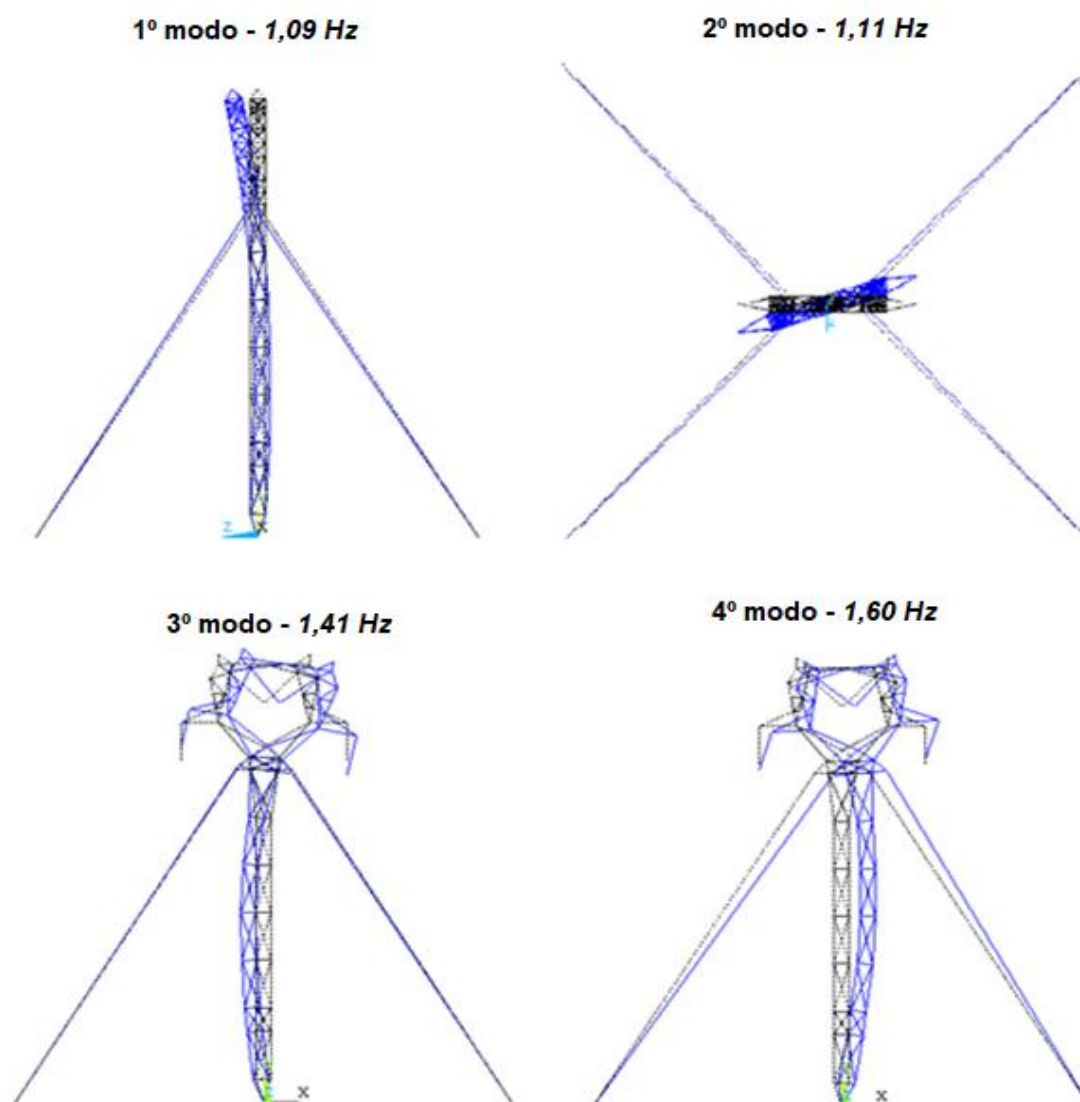 1º modo - 1,09 Hz
2º modo - 1,11 Hz
z x
3º modo - 1,41 Hz
4º modo - 1,60 Hz
x
x